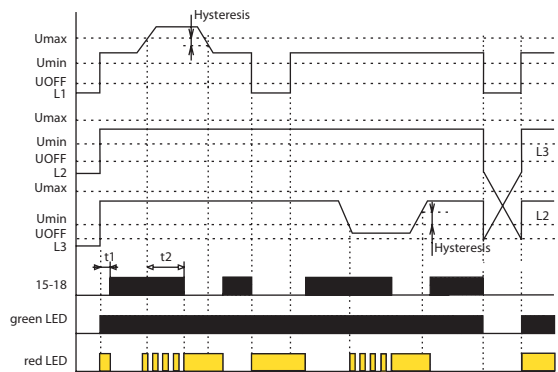 Hysteresis
Umax
Umin
UOFF
L1
Umax
Umin
UOFF
L2
L3
Umax
Umin
UOFF
L3
L2
Hysteresis
t1
t2
15-18
green LED
red LED